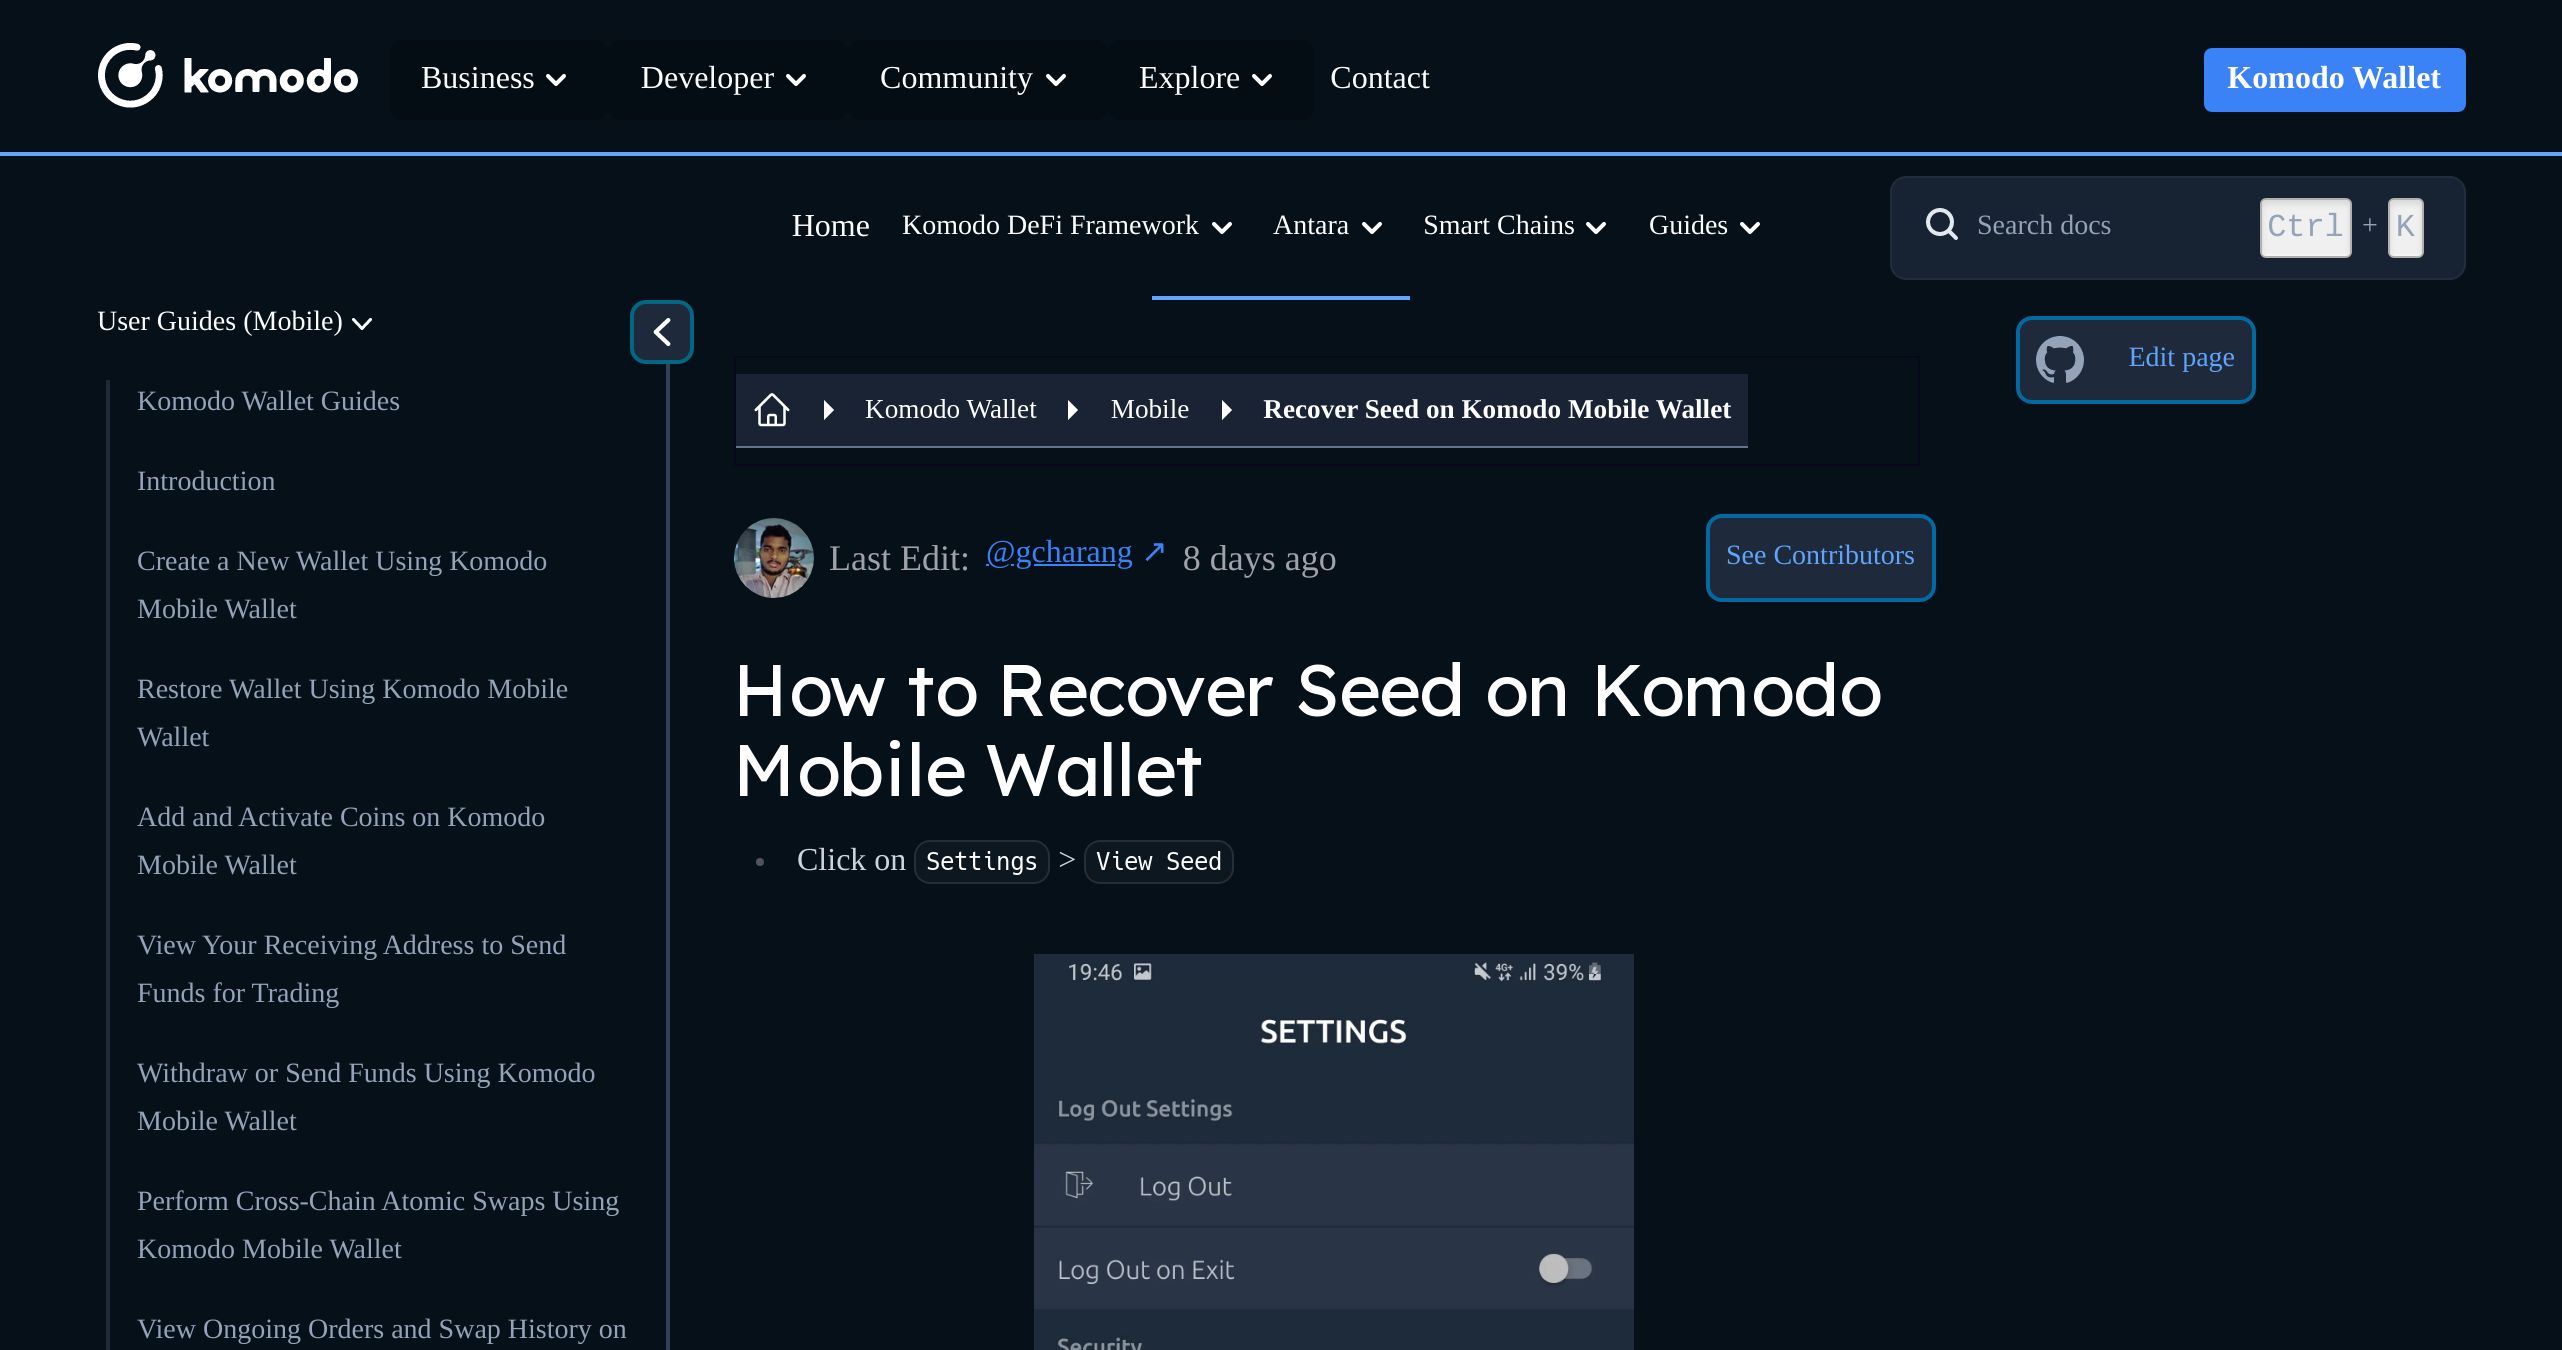 komodo
Business
Developer
Community
Explore
Contact
Komodo Wallet
Home
Komodo DeFi Framework
Antara
Smart Chains
Guides
Search docs
Ctrl + K
User Guides (Mobile)
Komodo Wallet Guides
Introduction
Create a New Wallet Using Komodo
Mobile Wallet
Restore Wallet Using Komodo Mobile
Wallet
Add and Activate Coins on Komodo
Mobile Wallet
View Your Receiving Address to Send
Funds for Trading
Withdraw or Send Funds Using Komodo
Mobile Wallet
Perform Cross-Chain Atomic Swaps Using
Komodo Mobile Wallet
View Ongoing Orders and Swap History on
Edit page
Komodo Wallet
Mobile
Recover Seed on Komodo Mobile Wallet
Last Edit: @gcharang ↗ 8 days ago
See Contributors
How to Recover Seed on Komodo
Mobile Wallet
Click on Settings > View Seed
19:46
4G+
39%
SETTINGS
Log Out Settings
Log Out
Log Out on Exit
Security